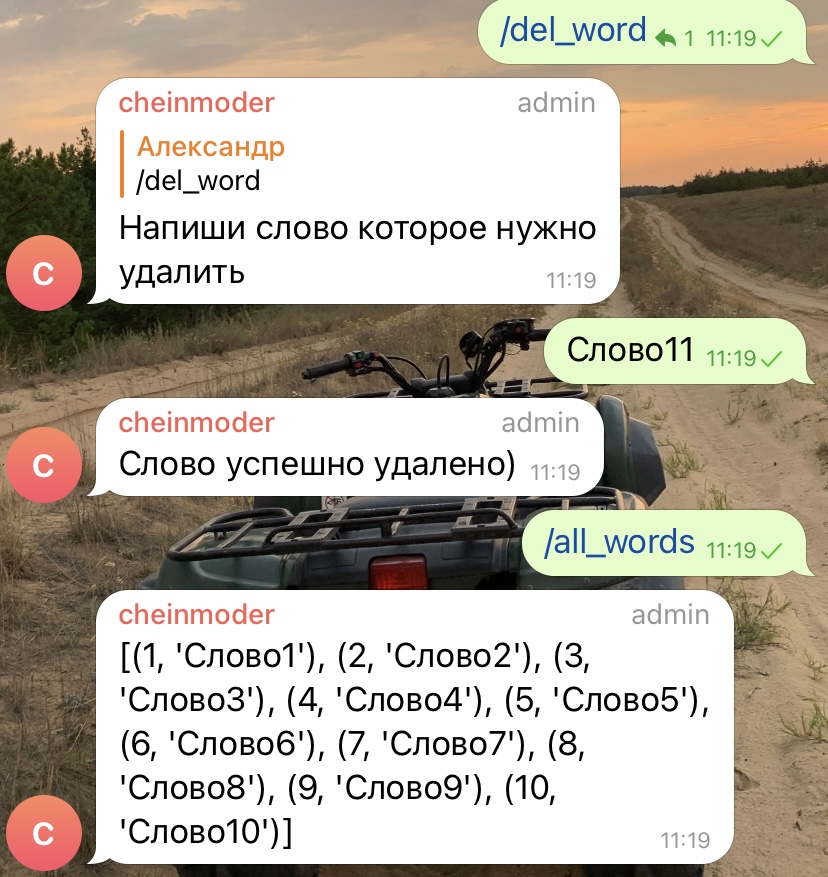 /del_word 1 11:19
cheinmoder admin
Александр
/del_word
Напиши слово которое нужно
удалить 11:19
C
Слово11 11:19
cheinmoder admin
Слово успешно удалено) 11:19
C
/all_words 11:19
cheinmoder admin
[(1, 'Слово1'), (2, 'Слово2'), (3,
'Слово3'), (4, 'Слово4'), (5, 'Слово5'),
(6, 'Слово6'), (7, 'Слово7'), (8,
'Слово8'), (9, 'Слово9'), (10,
'Слово10')] 11:19
C